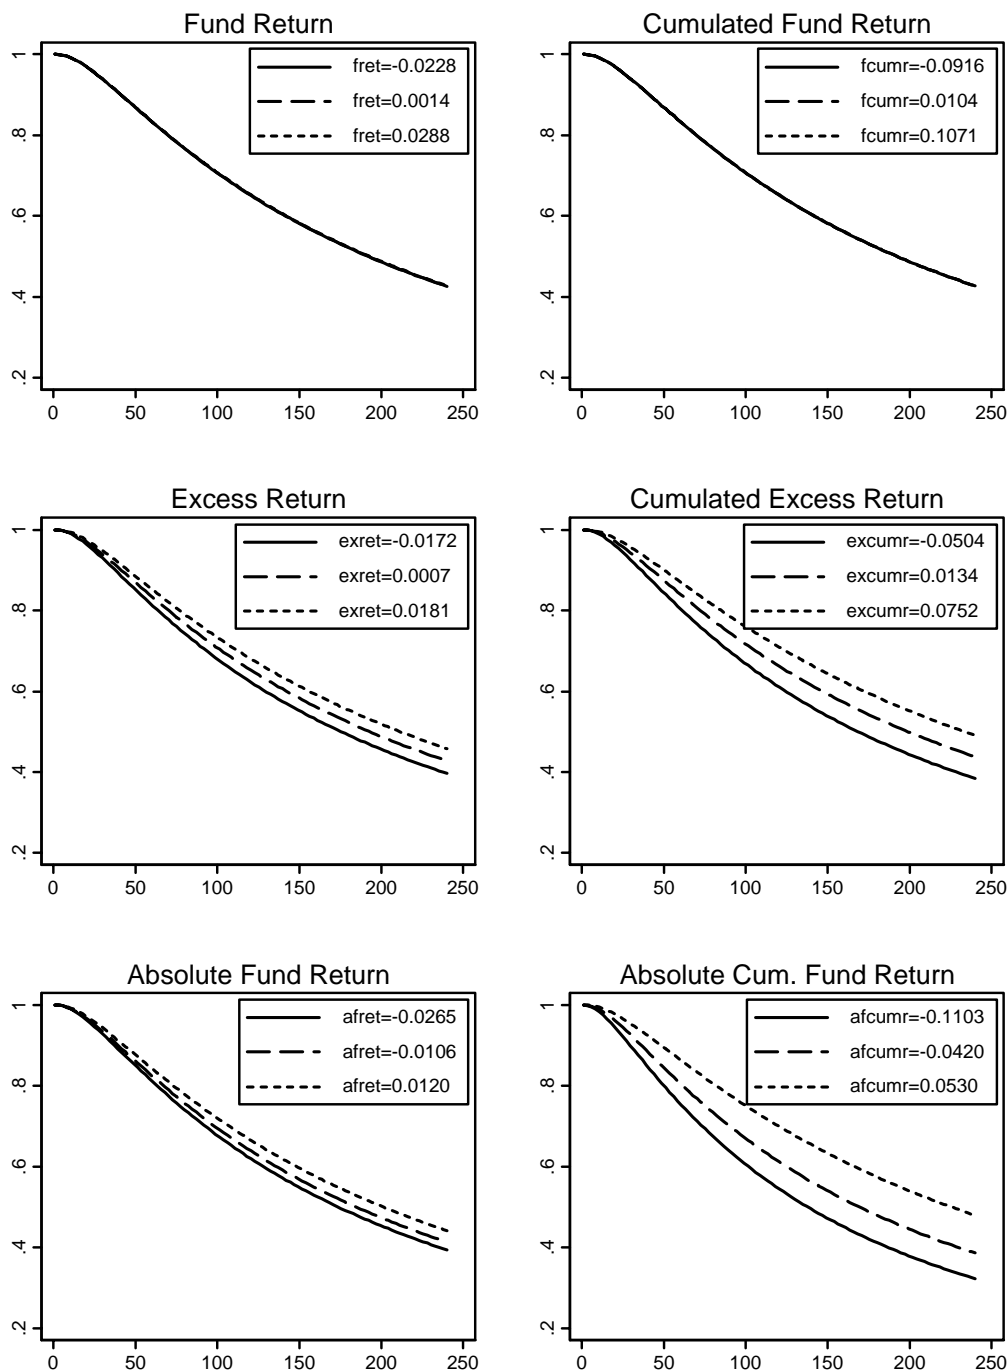 Fund Return
1
.8
.6
.4
.2
fret=-0.0228
fret=0.0014
fret=0.0288
0 50 100 150 200 250
Cumulated Fund Return
1
.8
.6
.4
.2
fcumr=-0.0916
fcumr=0.0104
fcumr=0.1071
0 50 100 150 200 250
Excess Return
1
.8
.6
.4
.2
exret=-0.0172
exret=0.0007
exret=0.0181
0 50 100 150 200 250
Cumulated Excess Return
1
.8
.6
.4
.2
excumr=-0.0504
excumr=0.0134
excumr=0.0752
0 50 100 150 200 250
Absolute Fund Return
1
.8
.6
.4
.2
afret=-0.0265
afret=-0.0106
afret=0.0120
0 50 100 150 200 250
Absolute Cum. Fund Return
1
.8
.6
.4
.2
afcumr=-0.1103
afcumr=-0.0420
afcumr=0.0530
0 50 100 150 200 250